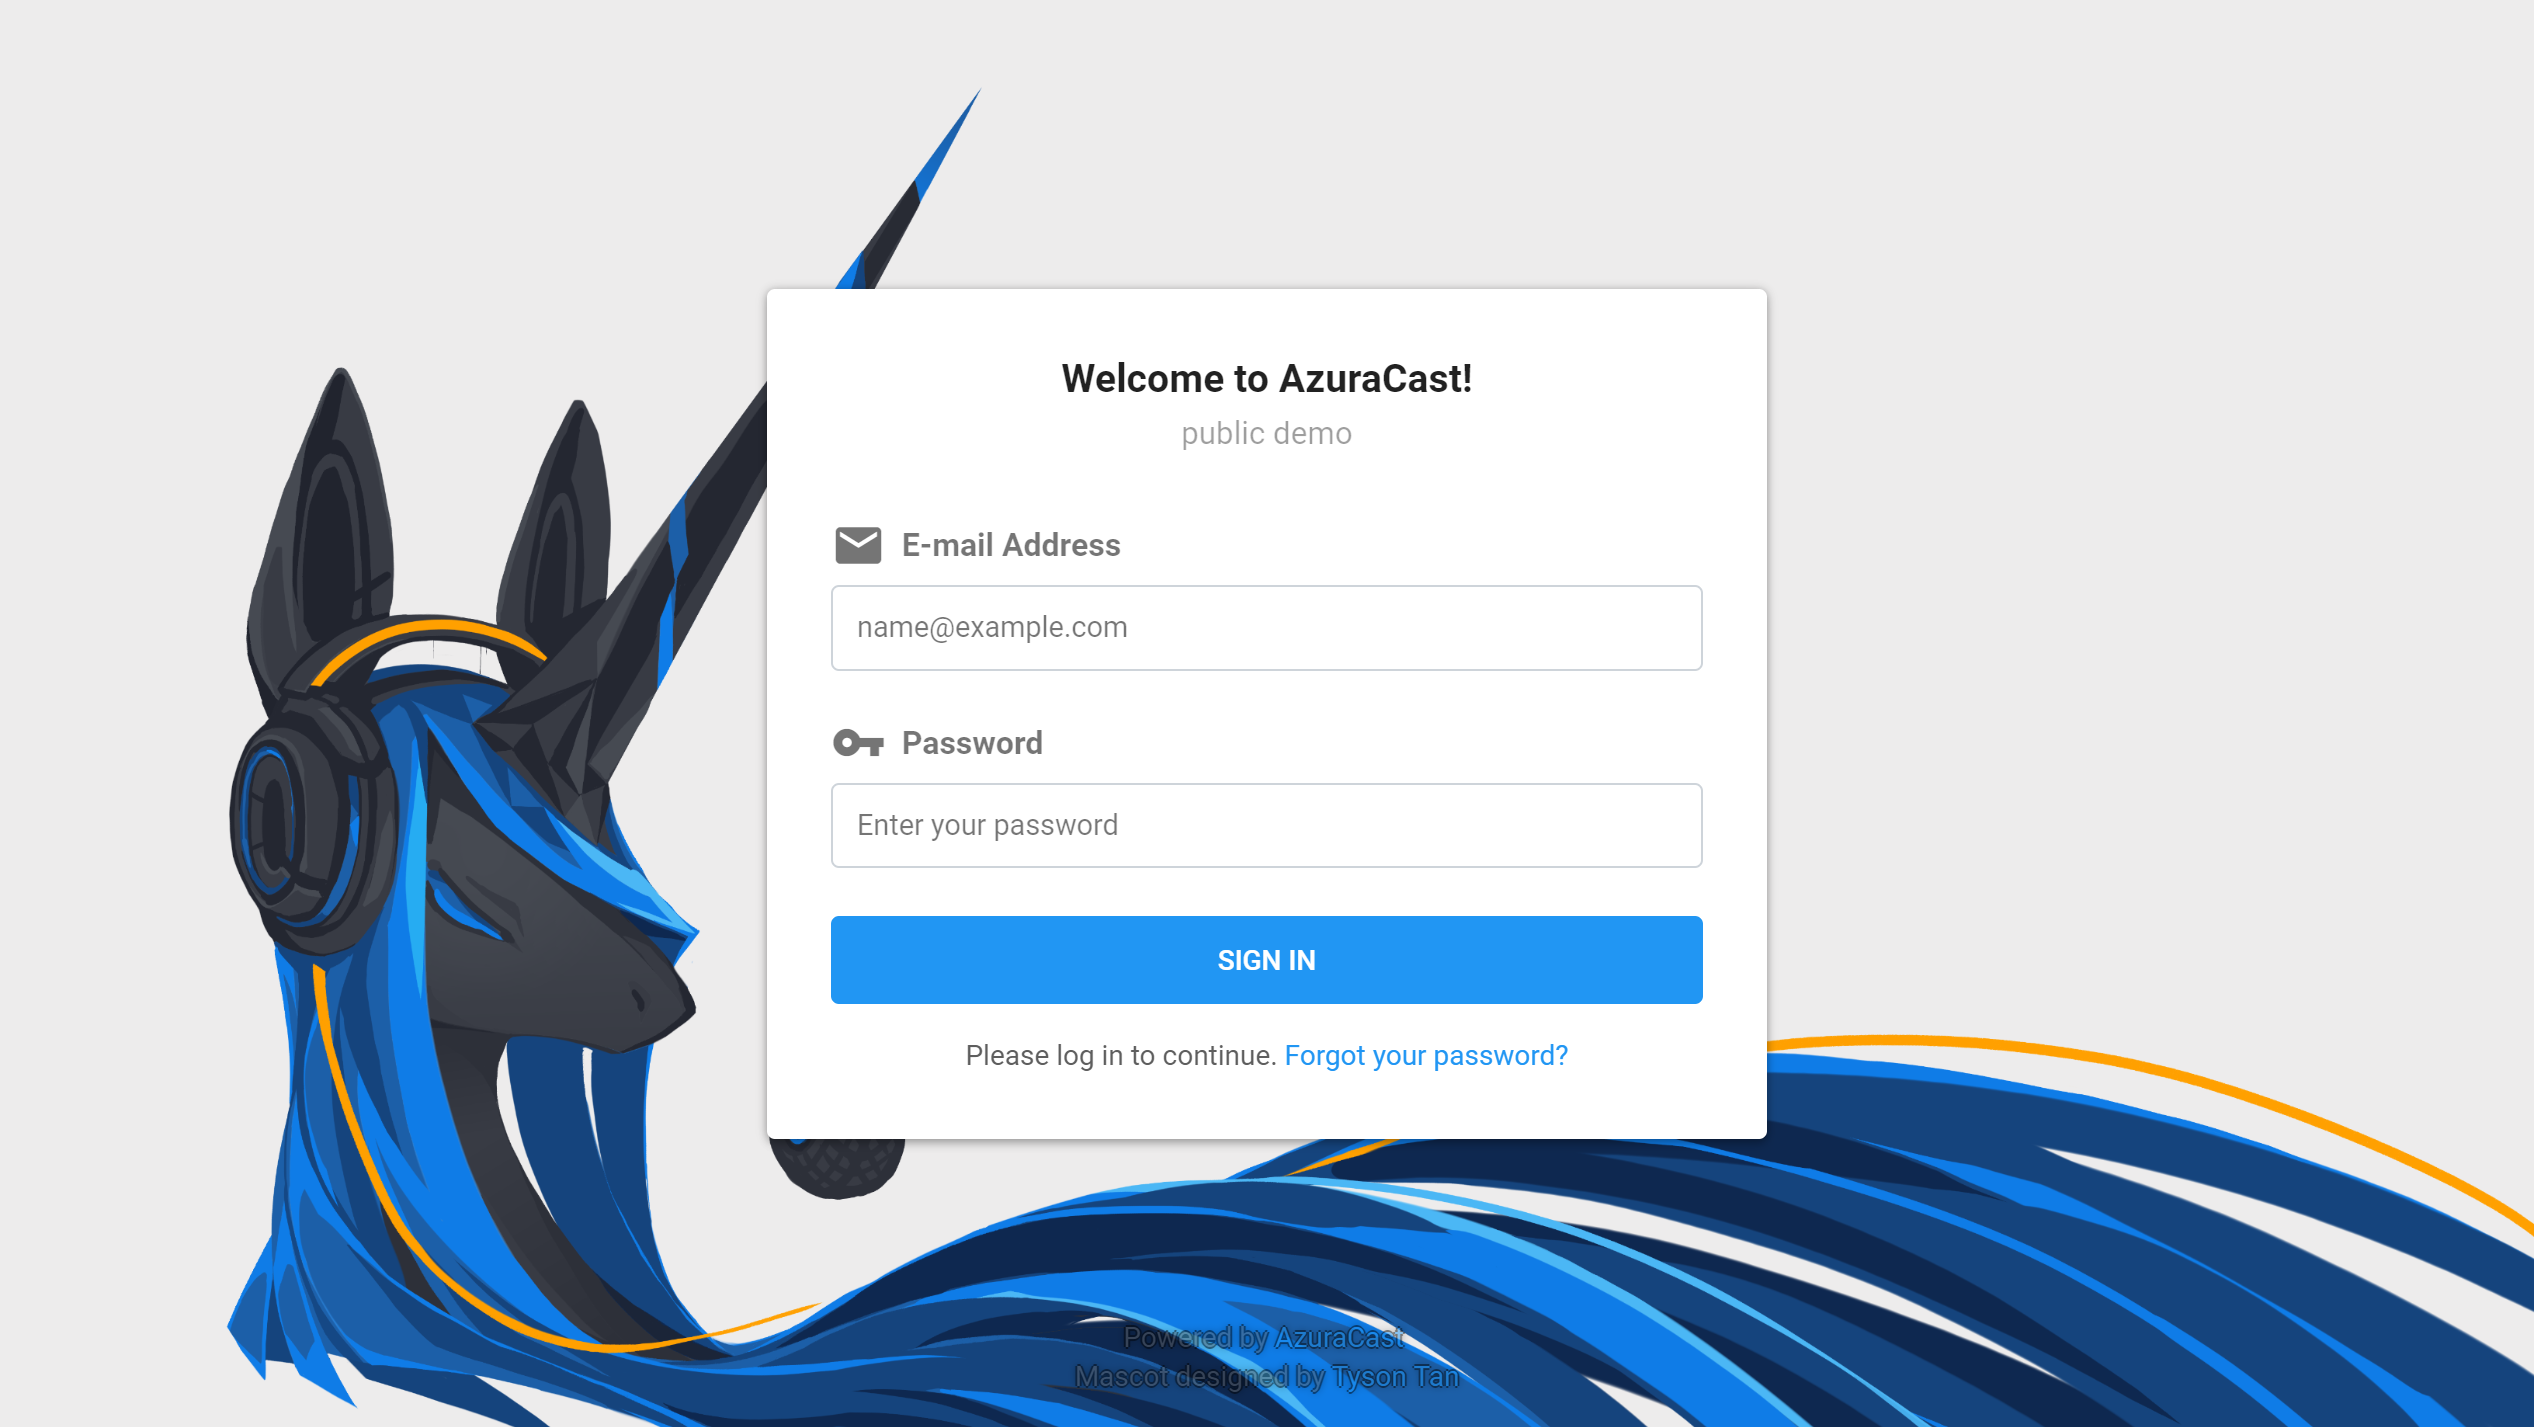 Welcome to AzuraCast!
public demo
E-mail Address
name@example.com
Password
Enter your password
SIGN IN
Please log in to continue. Forgot your password?
Powered by AzuraCast
Mascot designed by Tyson Tan